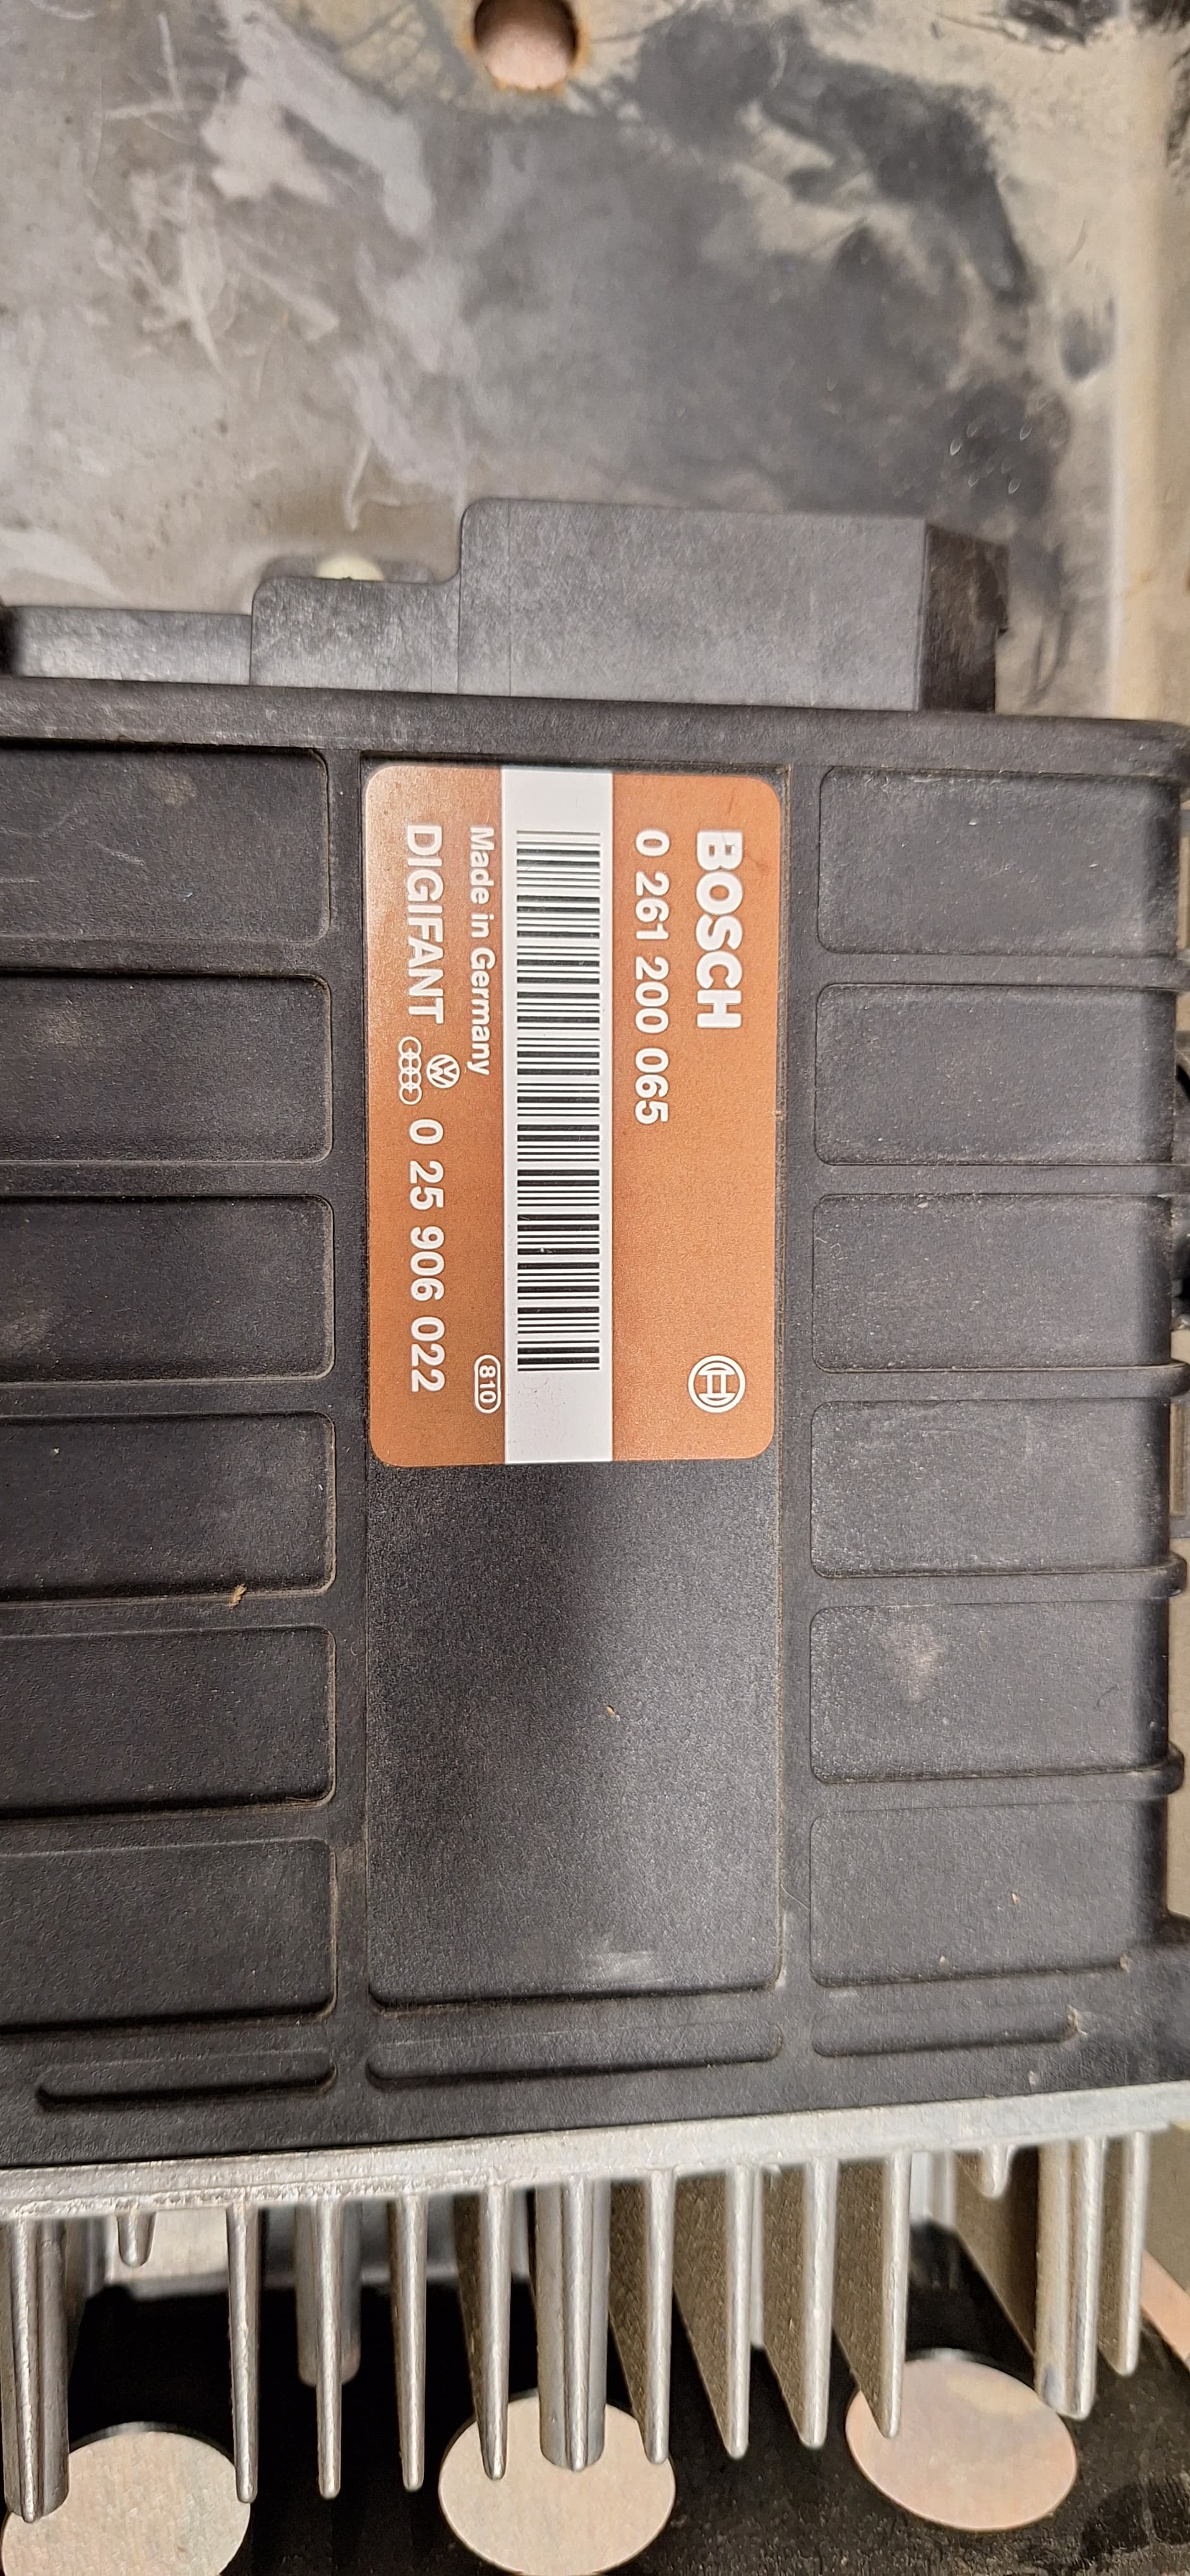 BOSCH
0 261 200 065
Made in Germany
810
DIGIFANT 0 25 906 022